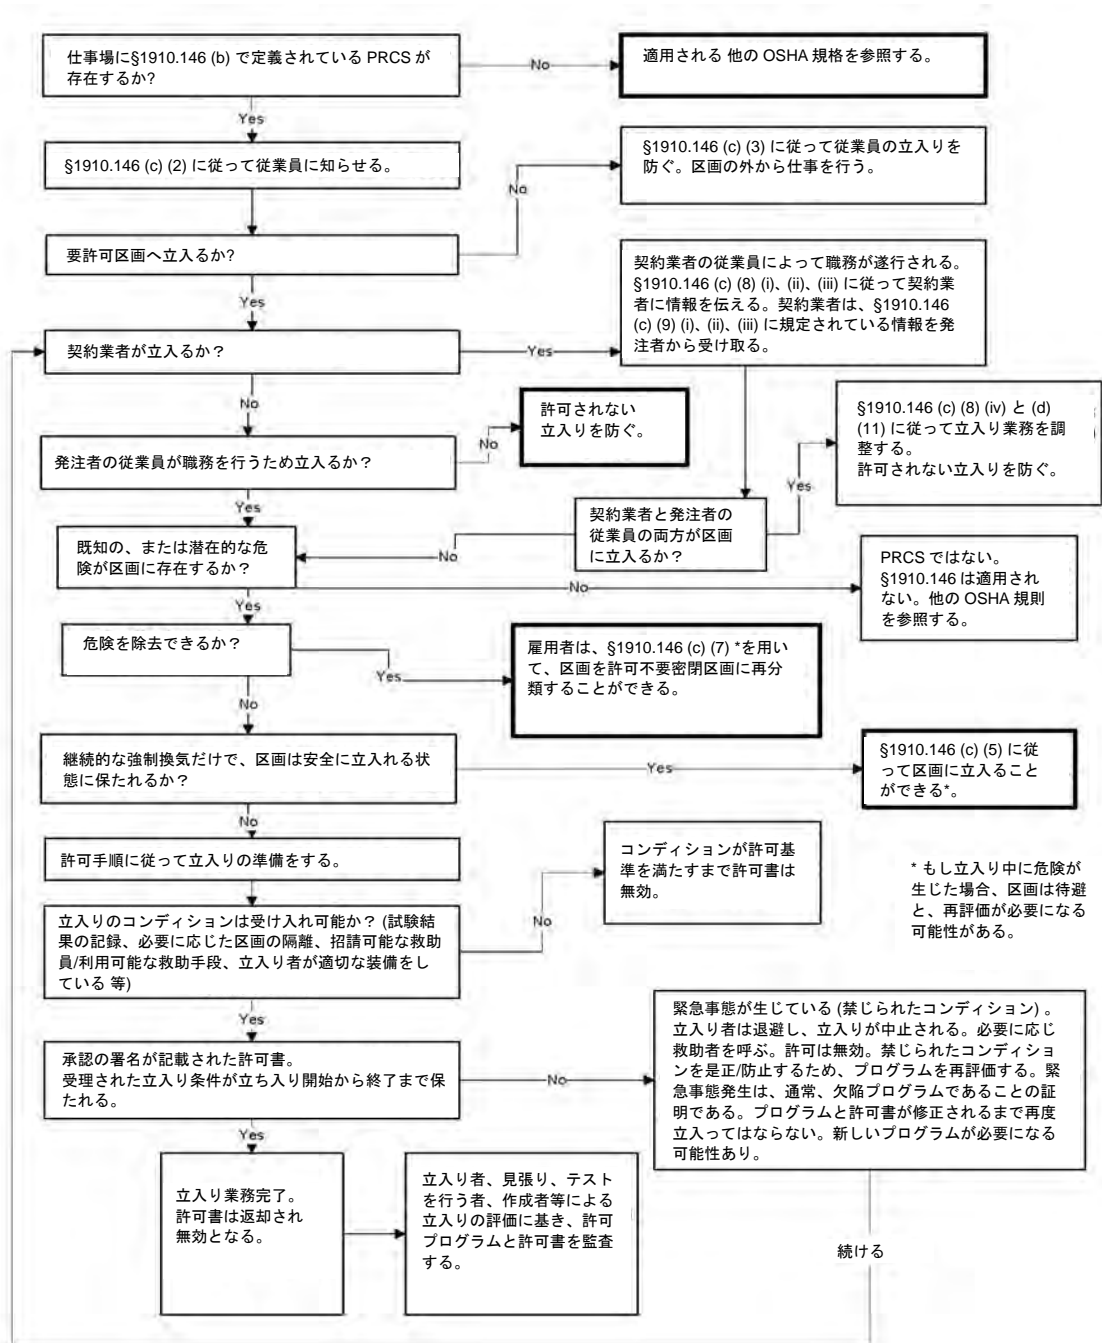 仕事場に§1910.146 (b) で定義されている PRCS が
存在するか?
No
適用される 他の OSHA 規格を参照する。
Yes
§1910.146 (c) (2) に従って従業員に知らせる。
No
§1910.146 (c) (3) に従って従業員の立入りを
防ぐ。区画の外から仕事を行う。
要許可区画へ立入るか?
Yes
契約業者の従業員によって職務が遂行される。
§1910.146 (c) (8) (i)、(ii)、(iii) に従って契約業
者に情報を伝える。契約業者は、§1910.146
(c) (9) (i)、(ii)、(iii) に規定されている情報を発
注者から受け取る。
契約業者が立入るか？
Yes
No
許可されない
立入りを防ぐ。
§1910.146 (c) (8) (iv) と (d)
(11) に従って立入り業務を調
整する。
許可されない立入りを防ぐ。
発注者の従業員が職務を行うため立入るか？
No
Yes
Yes
契約業者と発注者の
従業員の両方が区画
に立入るか？
既知の、または潜在的な危
険が区画に存在するか？
No
No
PRCS ではない。
§1910.146 は適用され
ない。他の OSHA 規則
を参照する。
Yes
危険を除去できるか？
Yes
雇用者は、§1910.146 (c) (7) *を用
いて、区画を許可不要密閉区画に再分
類することができる。
No
継続的な強制換気だけで、区画は安全に立入れる状
態に保たれるか？
Yes
§1910.146 (c) (5) に従
って区画に立入ること
ができる*。
No
許可手順に従って立入りの準備をする。
コンディションが許可基
準を満たすまで許可書は
無効。
* もし立入り中に危険が
生じた場合、区画は待避
と、再評価が必要になる
可能性がある。
立入りのコンディションは受け入れ可能か？ (試験結
果の記録、必要に応じた区画の隔離、招請可能な救助
員/利用可能な救助手段、立入り者が適切な装備をし
ている 等)
No
Yes
承認の署名が記載された許可書。
受理された立入り条件が立ち入り開始から終了まで保
たれる。
No
緊急事態が生じている (禁じられたコンディション) 。
立入り者は退避し、立入りが中止される。必要に応じ
救助者を呼ぶ。許可は無効。禁じられたコンディション
を是正/防止するため、プログラムを再評価する。緊
急事態発生は、通常、欠陥プログラムであることの証
明である。プログラムと許可書が修正されるまで再度
立入ってはならない。新しいプログラムが必要になる
可能性あり。
Yes
立入り業務完了。
許可書は返却され
無効となる。
立入り者、見張り、テスト
を行う者、作成者等による
立入りの評価に基き、許可
プログラムと許可書を監査
する。
続ける